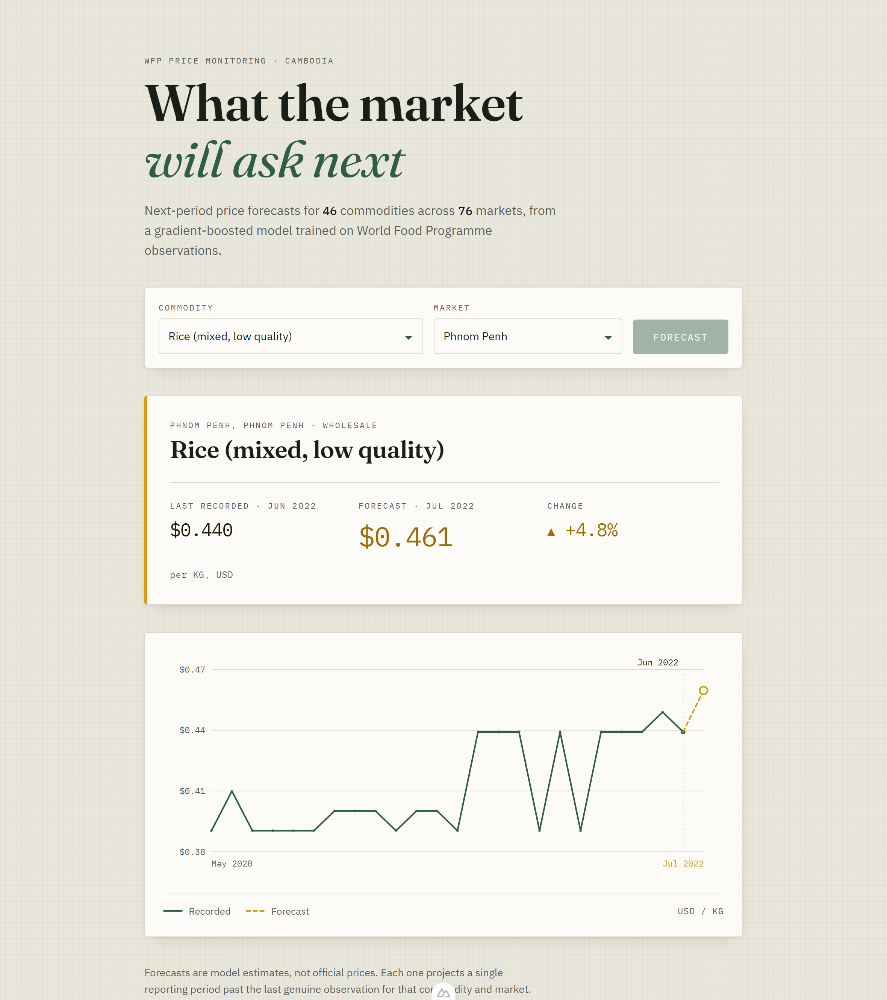 WFP PRICE MONITORING · CAMBODIA
What the market
will ask next
Next-period price forecasts for 46 commodities across 76 markets, from
a gradient-boosted model trained on World Food Programme
observations.
COMMODITY
MARKET
Rice (mixed, low quality)
Phnom Penh
FORECAST
PHNOM PENH, PHNOM PENH · WHOLESALE
Rice (mixed, low quality)
LAST RECORDED · JUN 2022
FORECAST · JUL 2022
CHANGE
$0.440
$0.461
▲ +4.8%
per KG, USD
Jun 2022
$0.47
$0.44
$0.41
$0.38
May 2020
Jul 2022
Recorded
Forecast
USD / KG
Forecasts are model estimates, not official prices. Each one projects a single
reporting period past the last genuine observation for that and market.